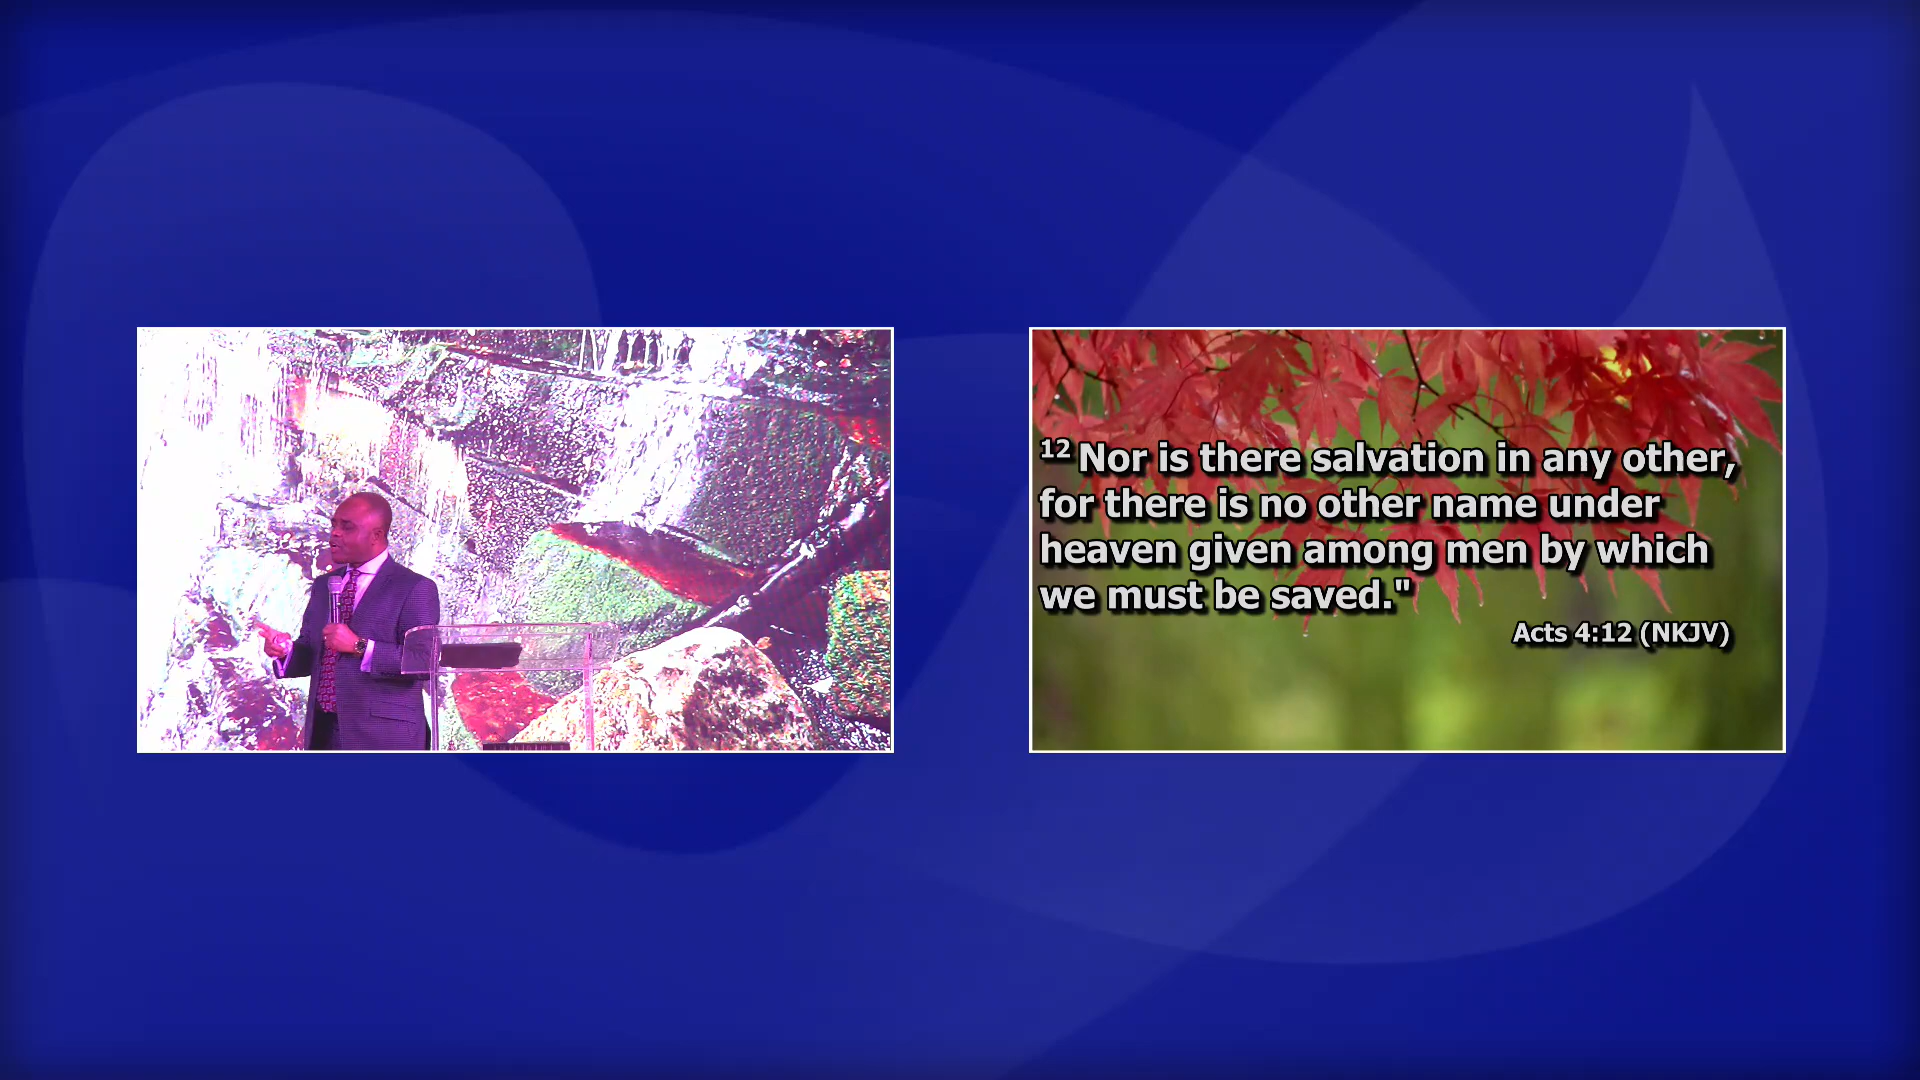 12 Nor is there salvation in any other,
for there is no other name under
heaven given among men by which
we must be saved."
Acts 4:12 (NKJV)